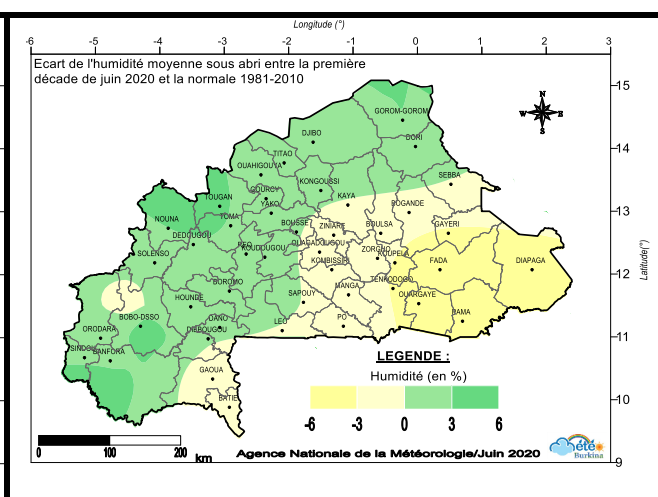 Longitude (°)
-6 -5 -4 -3 -2 -1 0 1 2 3
Ecart de l'humidité moyenne sous abri entre la première
décade de juin 2020 et la normale 1981-2010
15
N
W E
S
GOROM-GOROM
DJIBO
DORI
14
TITAO
OUAHIGOUYA
SEBBA
KONGOUSSI
GOURCY
TOUGAN
KAYA
YAKO
BOGANDE
13
NOUNA
TOMA
BOUSSE
ZINIARE
BOULSA
GAYERI
DEDOUGOU
OUAGADOUGOU
REO
KOUDOUGOU
ZORGHO
KOUPELA
SOLENSO
KOMBISSIRI
FADA
DIAPAGA
Latitude(°)
12
TENKODOGO
BOROMO
MANGA
HOUNDE
SAPOUY
OUARGAYE
BOBO-DSSO
DANO
LEO
PO
PAMA
ORODARA
DIEBOUGOU
11
SINDOU
BANFORA
LEGENDE :
GAOUA
Humidité (en %)
BATIE
10
-6 -3 0 3 6
0 100 200
km
Agence Nationale de la Météorologie/Juin 2020
météo
Burkina
9